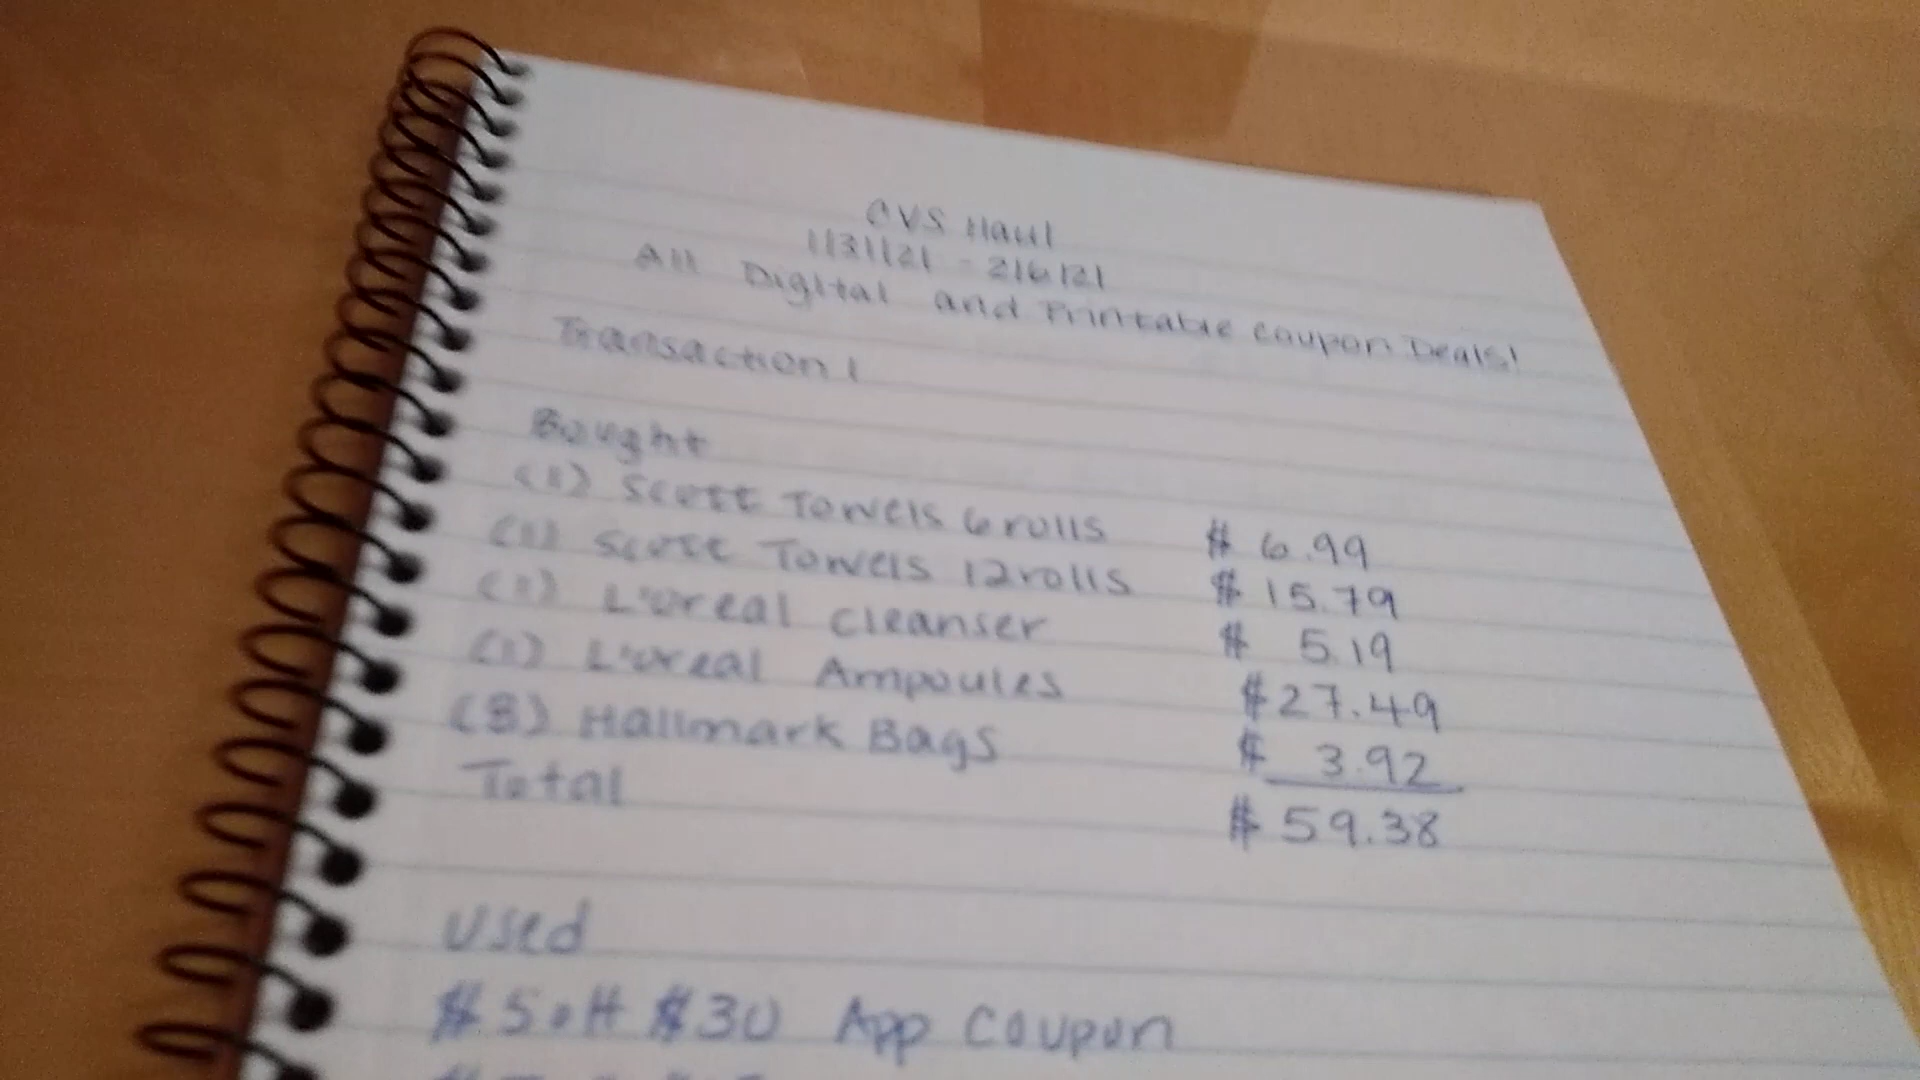 CVS Haul
1/31/21 - 2/6/21
All Digital and Printable Coupon Deals!
Transaction 1
Bought
(1) Scott Towels 6 rolls $ 6.99
(1) Scott Towels 12 rolls $ 15.79
(1) L'oreal cleanser $ 5.19
(1) L'oreal Ampoules $27.49
(8) Hallmark Bags $ 3.92
Total $ 59.38
Used
$5 off $30 App Coupon